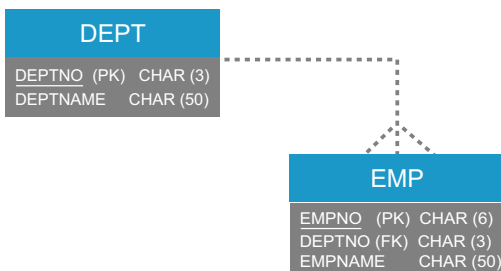 DEPT
DEPTNO (PK) CHAR (3)
DEPTNAME CHAR (50)
EMP
EMPNO (PK) CHAR (6)
DEPTNO (FK) CHAR (3)
EMPNAME CHAR (50)